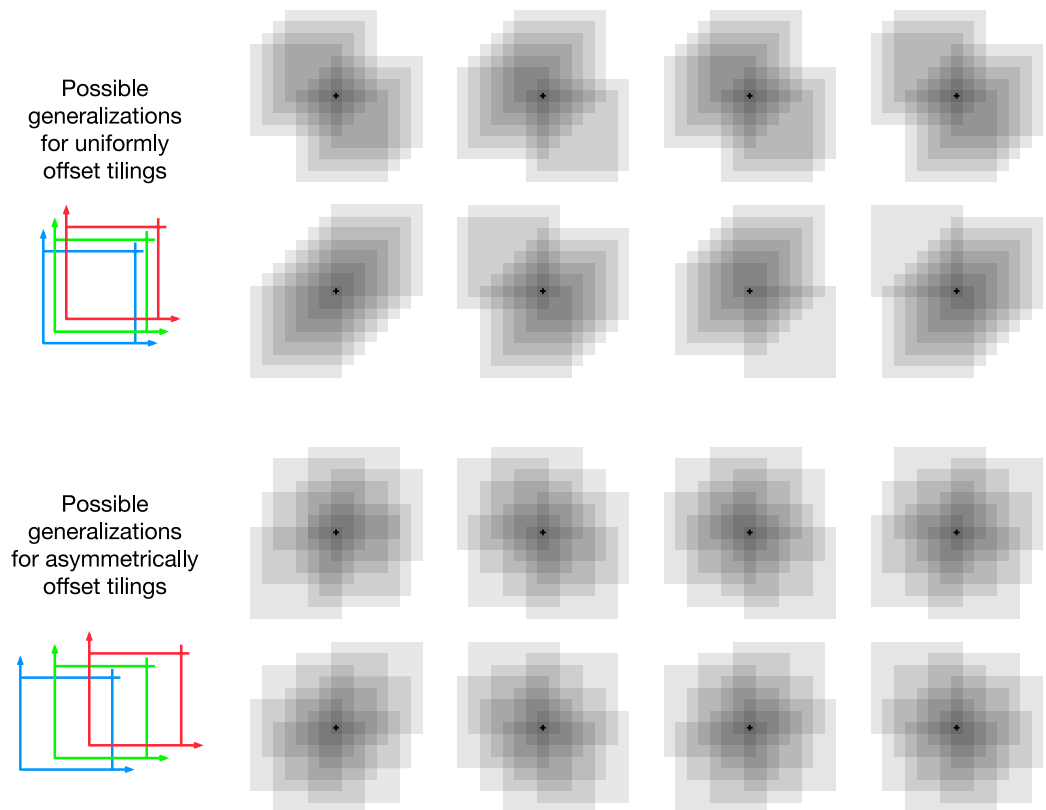 Possible
generalizations
for uniformly
offset tilings
Possible
generalizations
for asymmetrically
offset tilings